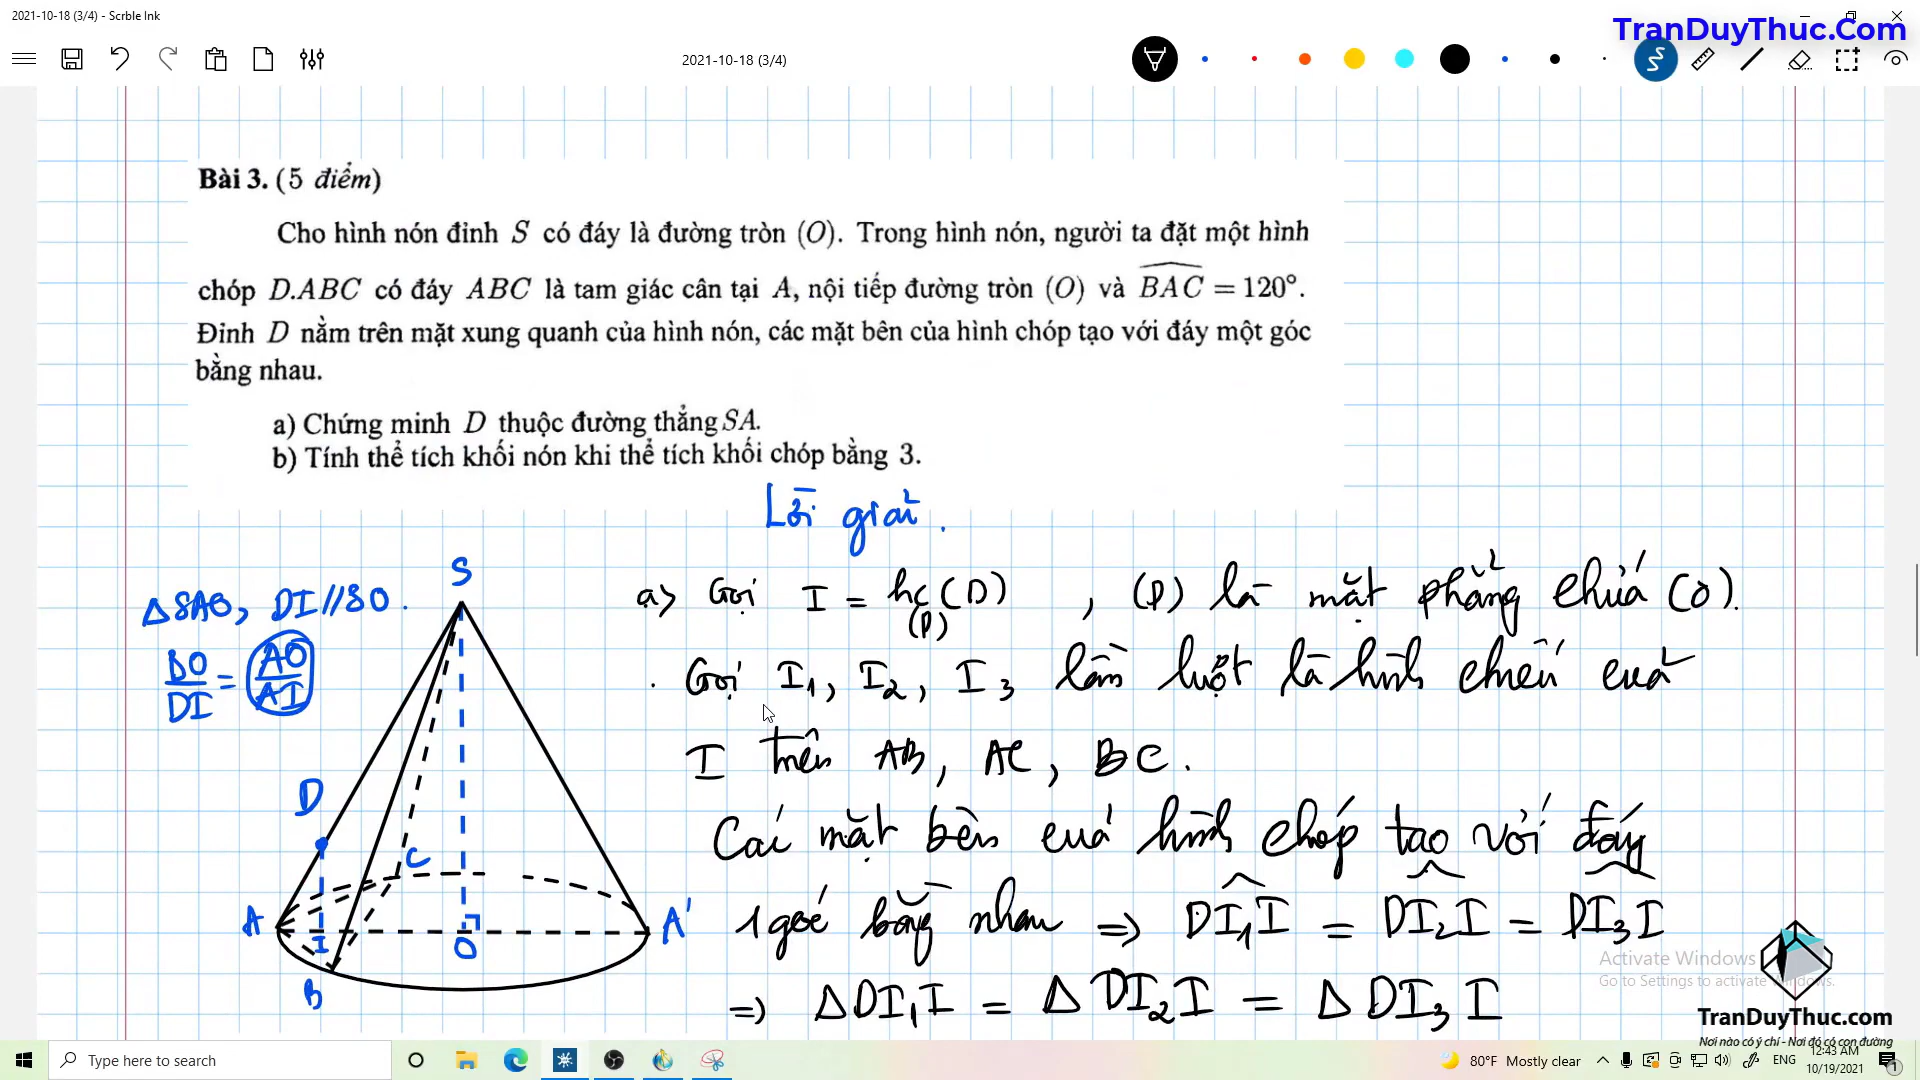 2021-10-18 (3/4) - Scrble Ink
TranDuyThuc.Com
2021-10-18 (3/4)
Bài 3. (5 điểm)
Cho hình nón đỉnh S có đáy là đường tròn (O). Trong hình nón, người ta đặt một hình
chóp D.ABC có đáy ABC là tam giác cân tại A, nội tiếp đường tròn (O) và \widehat{BAC} = 120°.
Đỉnh D nằm trên mặt xung quanh của hình nón, các mặt bên của hình chóp tạo với đáy một góc
bằng nhau.
a) Chứng minh D thuộc đường thẳng SA.
b) Tính thể tích khối nón khi thể tích khối chóp bằng 3.
Lời giải.
ΔSAO, DI//SO.
SO/DI = AO/AI
S
D
C
A
I
O
A'
B
a) Gọi I = hc(D) , (P) là mặt phẳng chứa (O).
(P)
. Gọi I₁, I₂, I₃ lần lượt là hình chiếu của
I trên AB, AC, BC.
Các mặt bên của hình chóp tạo với đáy
1 góc bằng nhau => \widehat{DI₁I} = \widehat{DI₂I} = \widehat{DI₃I}
=> ΔDI₁I = ΔDI₂I = ΔDI₃I
Activate Windows
Go to Settings to activate Windows.
TranDuyThuc.com
Nơi nào có ý chí - Nơi đó có con đường
Type here to search
80°F Mostly clear
ENG
12:43 AM
10/19/2021
1